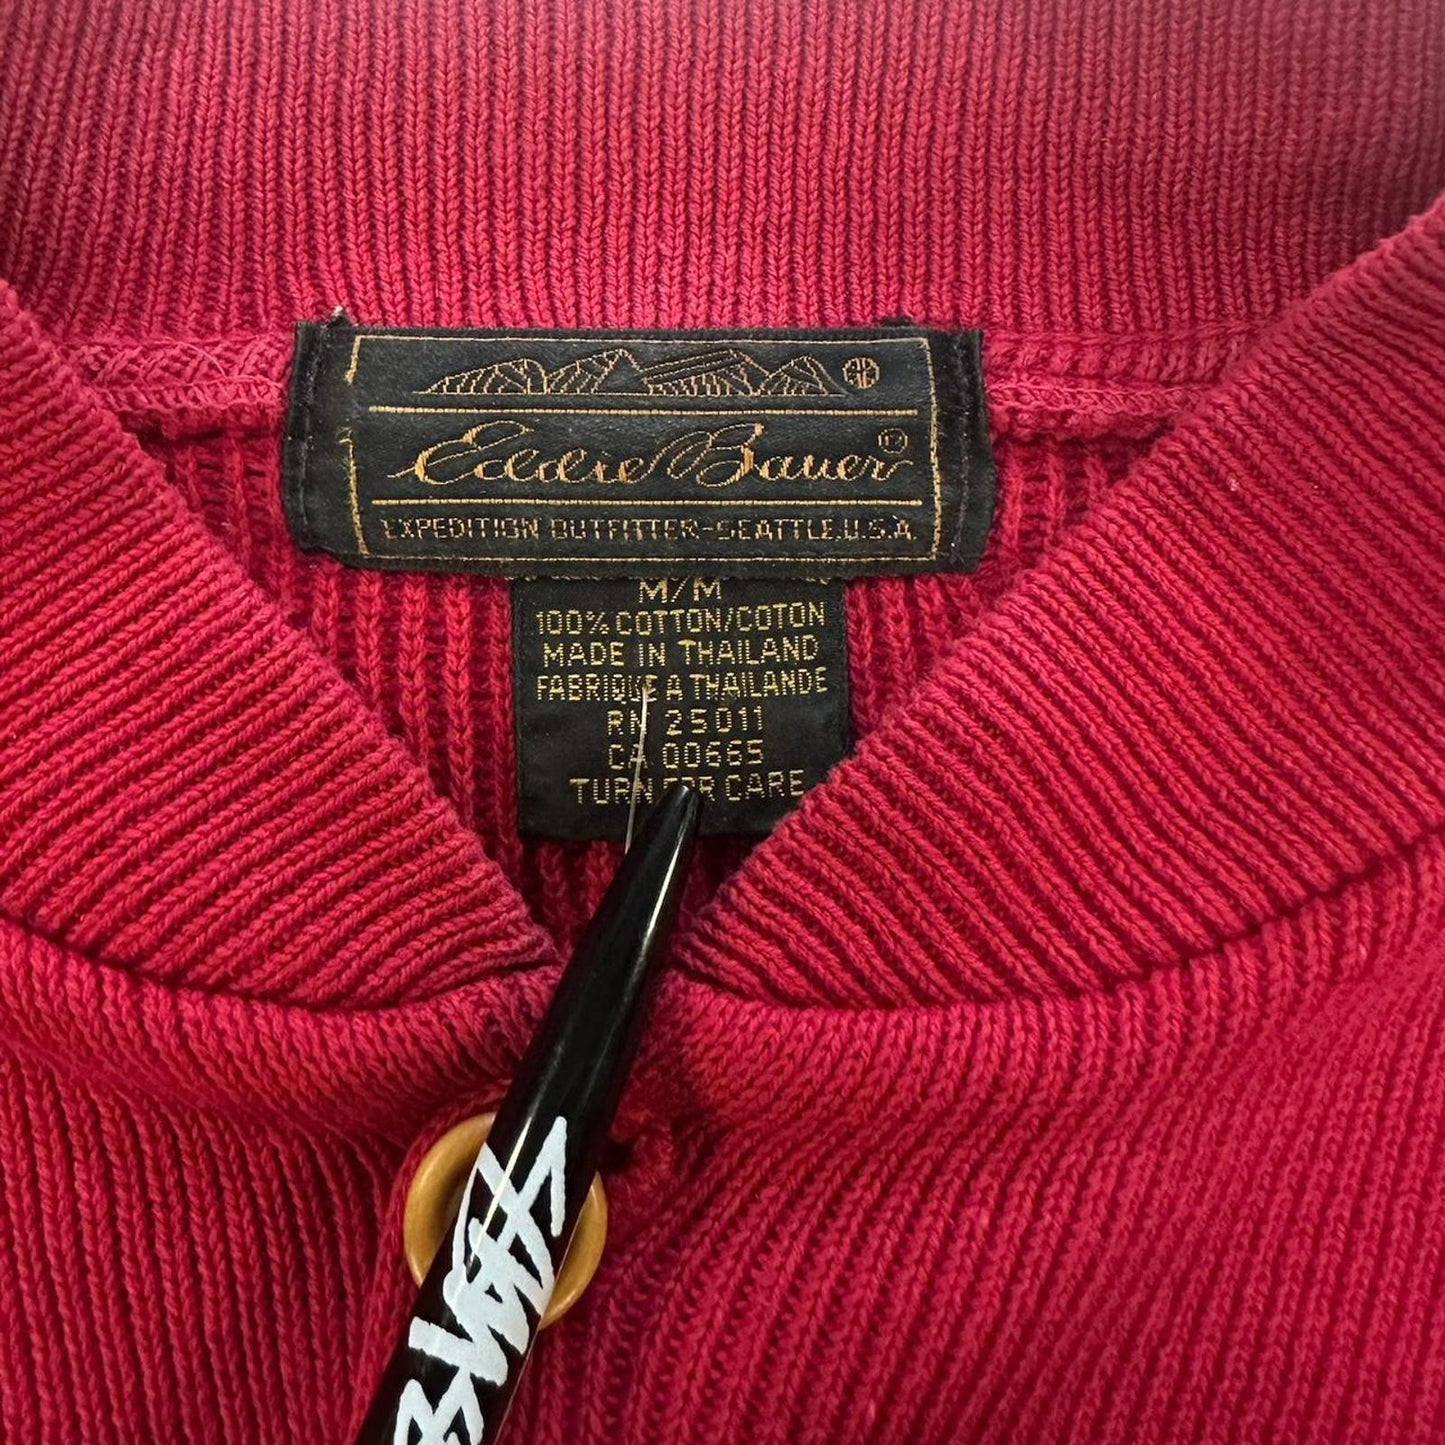 Eddie Bauer®
EXPEDITION OUTFITTER-SEATTLE,U.S.A.
M/M
100% COTTON/COTON
MADE IN THAILAND
FABRIQUE A THAILANDE
RN 25011
CA 00665
TURN FOR CARE